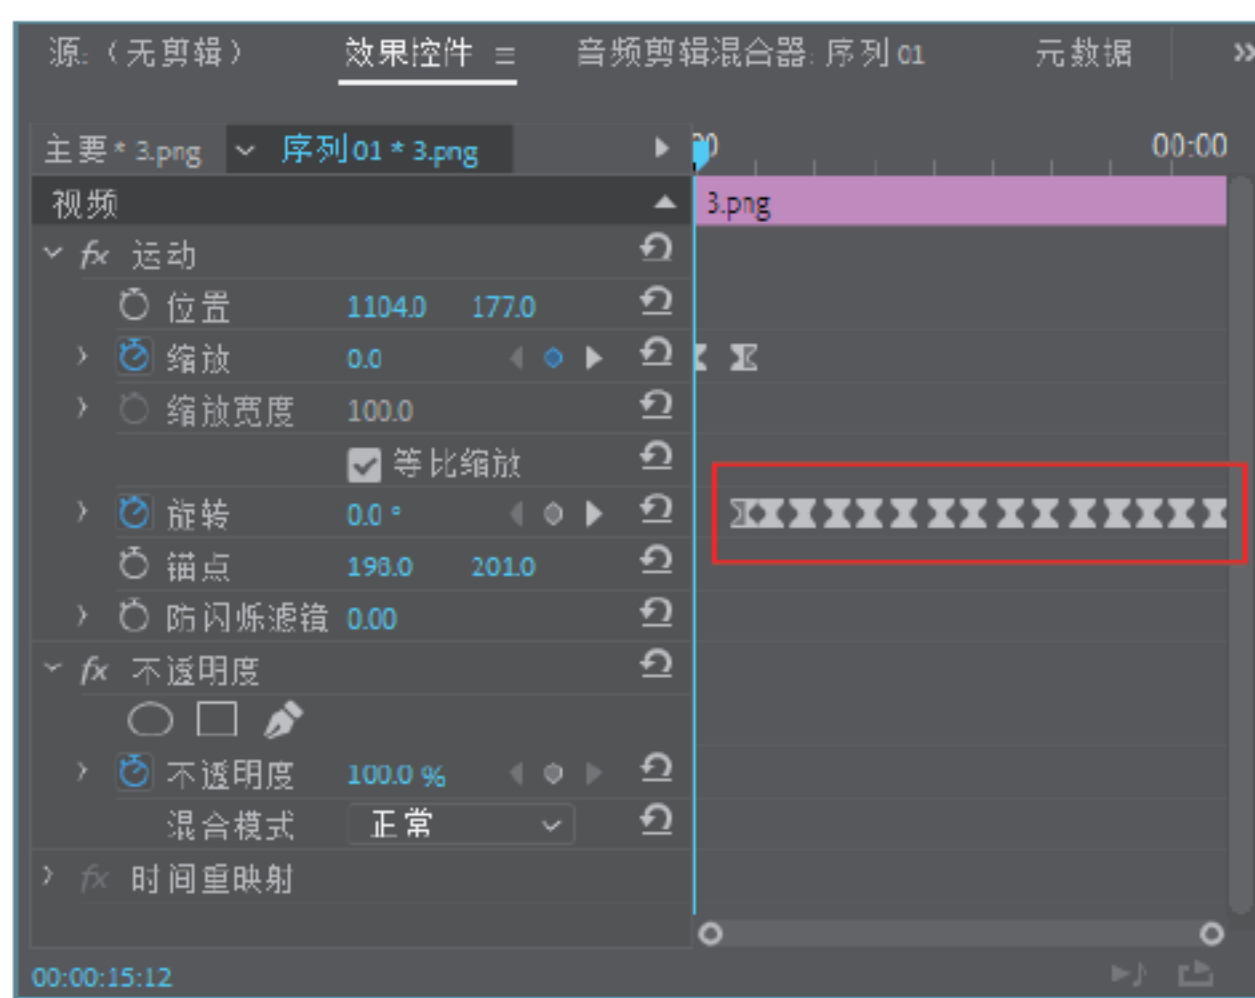 源:（无剪辑） 效果控件 ≡ 音频剪辑混合器: 序列 01 元数据 »
主要 * 3.png 序列 01 * 3.png 00:00
视频 3.png
fx 运动
位置 1104.0 177.0
缩放 0.0
缩放宽度 100.0
等比缩放
旋转 0.0 °
锚点 198.0 201.0
防闪烁滤镜 0.00
fx 不透明度
不透明度 100.0 %
混合模式 正常
fx 时间重映射
00:00:15:12